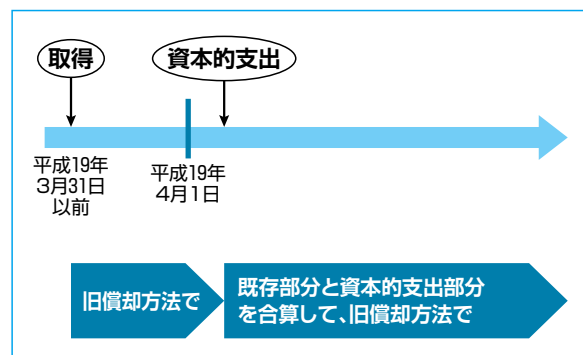 取得
資本的支出
平成19年
3月31日
以前
平成19年
4月1日
旧償却方法で
既存部分と資本的支出部分
を合算して、旧償却方法で